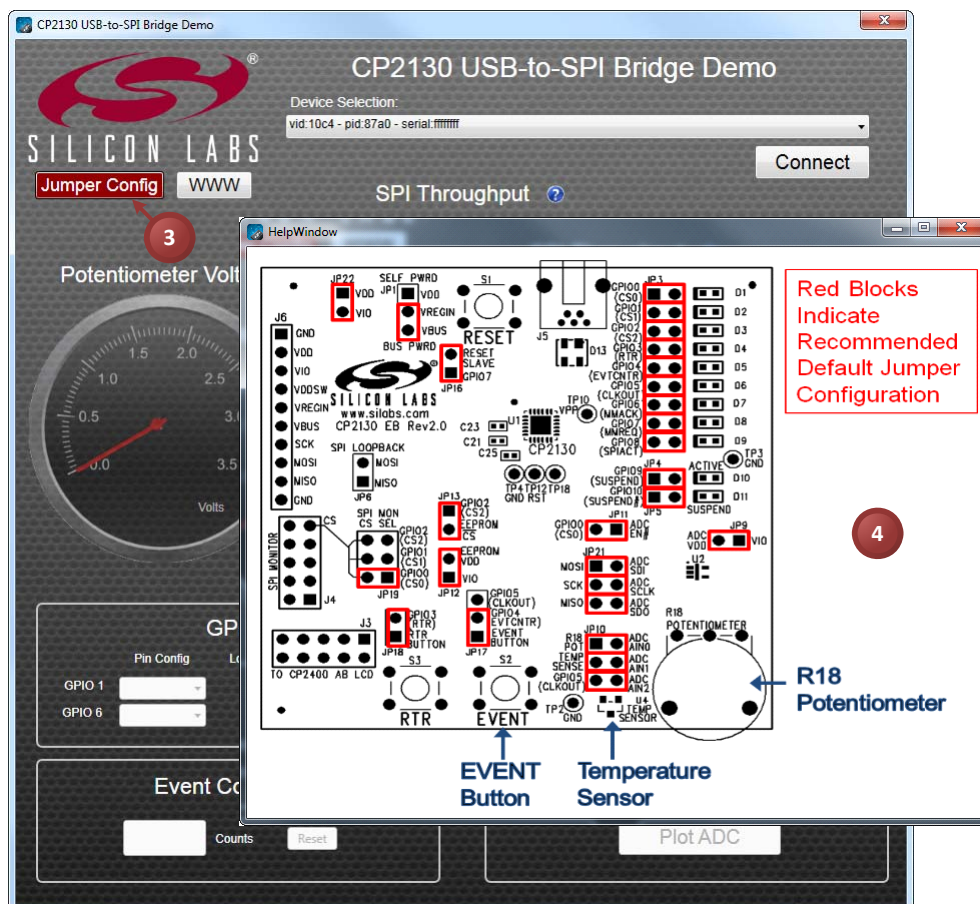 CP2130 USB-to-SPI Bridge Demo
CP2130 USB-to-SPI Bridge Demo
Device Selection:
vid:10c4 - pid:87a0 - serial:ffffffff
SILICON LABS
®
Connect
Jumper Config
WWW
SPI Throughput
?
3
HelpWindow
Potentiometer Volt
1.0
1.5
2.0
2.5
0.5
3.0
0.0
3.5
Volts
GP
Pin Config
Lo
GPIO 1
GPIO 6
Event Co
Counts
Reset
Plot ADC
Red Blocks
Indicate
Recommended
Default Jumper
Configuration
4
JP22
VDD
VIO
SELF PWRD
JP1
VDD
VREGIN
VBUS
BUS PWRD
S1
RESET
JP16
RESET
SLAVE
GPIO7
J5
D13
J6
GND
VDD
VIO
VDDSW
VREGIN
VBUS
SCK
MOSI
MISO
GND
SILICON LABS
®
www.silabs.com
CP2130 EB Rev2.0
SPI LOOPBACK
MOSI
MISO
JP6
C23
C21
C25
U1
CP2130
TP10
VPP
TP4 TP12 TP18
GND RST
JP3
GPIO0
(CS0)
D1
GPIO1
(CS1)
D2
GPIO2
(CS2)
D3
GPIO3
(RTR)
D4
GPIO4
(EVTCNTR)
D5
GPIO5
(CLKOUT)
D6
GPIO6
(NMACK)
D7
GPIO7
(MNREQ)
D8
GPIO8
(SPIACT)
D9
TP3
GND
JP4
GPIO9
(SUSPEND)
ACTIVE
D10
GPIO10
(SUSPEND#)
JP5
D11
SUSPEND
SPI MONITOR
CS
J4
SPI MON
CS SEL
GPIO2
(CS2)
GPIO1
(CS1)
GPIO0
(CS0)
JP19
JP13
GPIO2
(CS2)
EEPROM
CS
EEPROM
VDD
VIO
JP12
JP11
GPIO0
(CS0)
ADC
EN#
JP9
ADC
VDD
VIO
U2
JP21
MOSI
ADC
SDI
SCK
ADC
SCLK
MISO
ADC
SDO
J3
TO CP2400 AB LCD
GPIO3
(RTR)
RTR
BUTTON
JP18
GPIO5
(CLKOUT)
GPIO4
EVTCNTR)
EVENT
BUTTON
JP17
S3
RTR
S2
EVENT
JP10
R18
POT
ADC
AIN0
TEMP
SENSE
ADC
AIN1
GPIO5
(CLKOUT)
ADC
AIN2
TP2
GND
U4
TEMP
SENSOR
R18
POTENTIOMETER
R18
Potentiometer
EVENT
Button
Temperature
Sensor